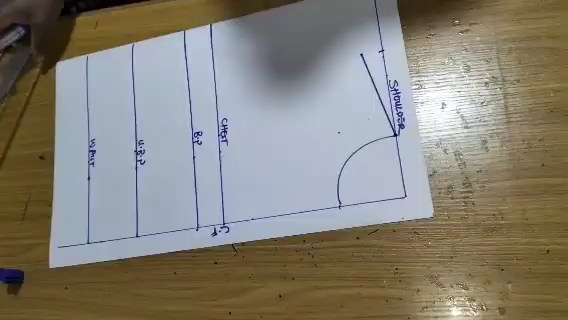 SHOULDER
CHEST
B.P
U.B.P
WAIST
C.F